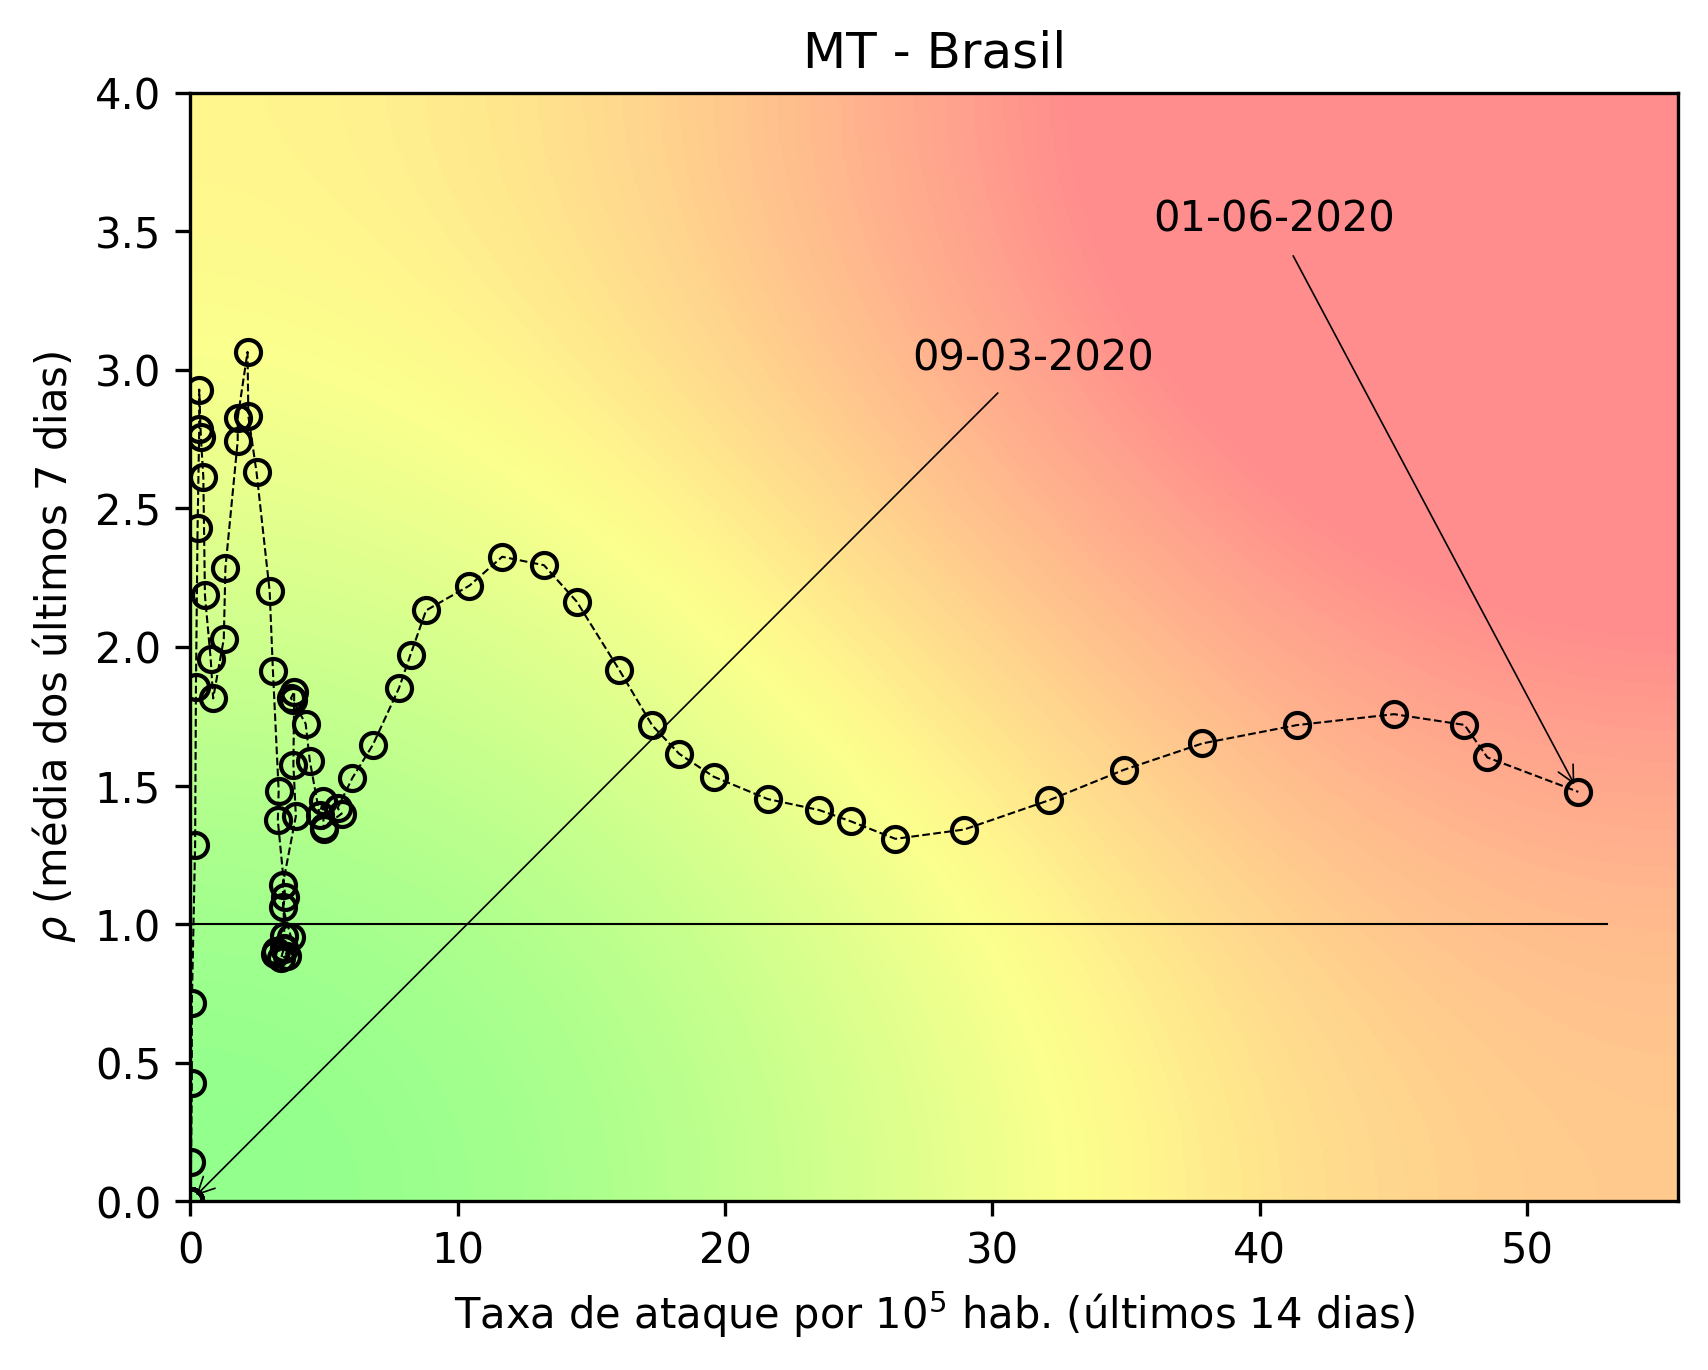 MT - Brasil
4.0
3.5
3.0
2.5
2.0
1.5
1.0
0.5
0.0
ρ (média dos últimos 7 dias)
01-06-2020
09-03-2020
0 10 20 30 40 50
Taxa de ataque por 10⁵ hab. (últimos 14 dias)